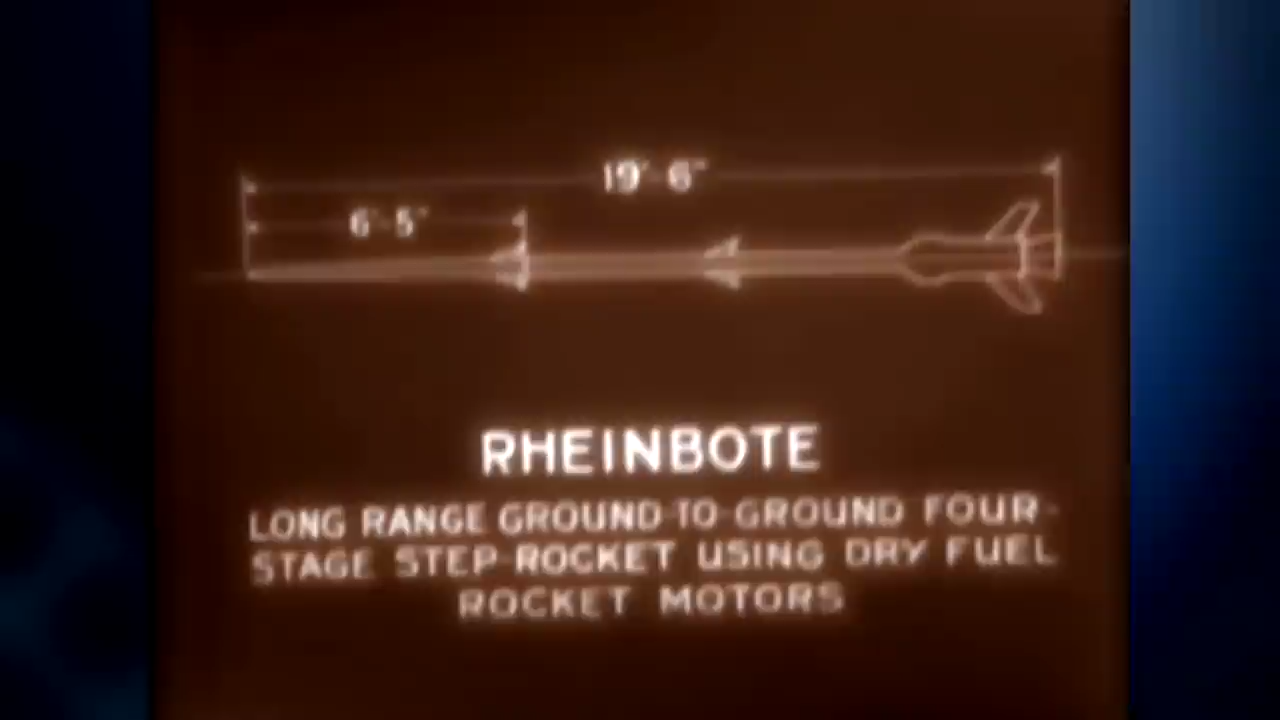 19' 6"
6' 5"
RHEINBOTE
LONG RANGE GROUND-TO-GROUND FOUR-
STAGE STEP-ROCKET USING DRY FUEL
ROCKET MOTORS